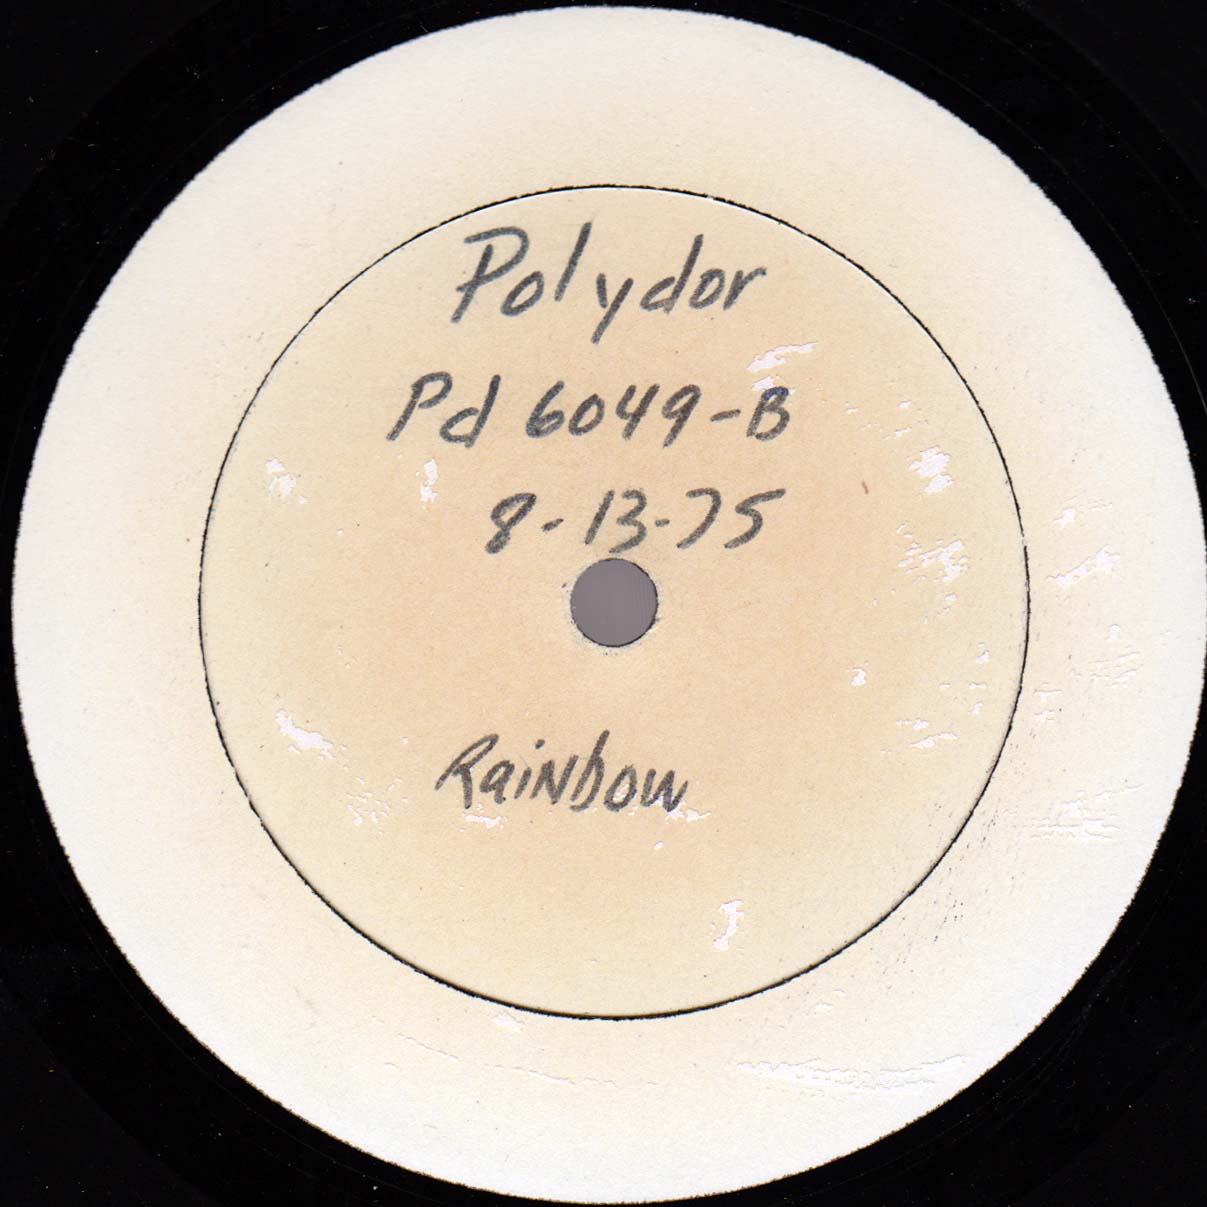 Polydor
Pd 6049-B
8-13-75
Rainbow